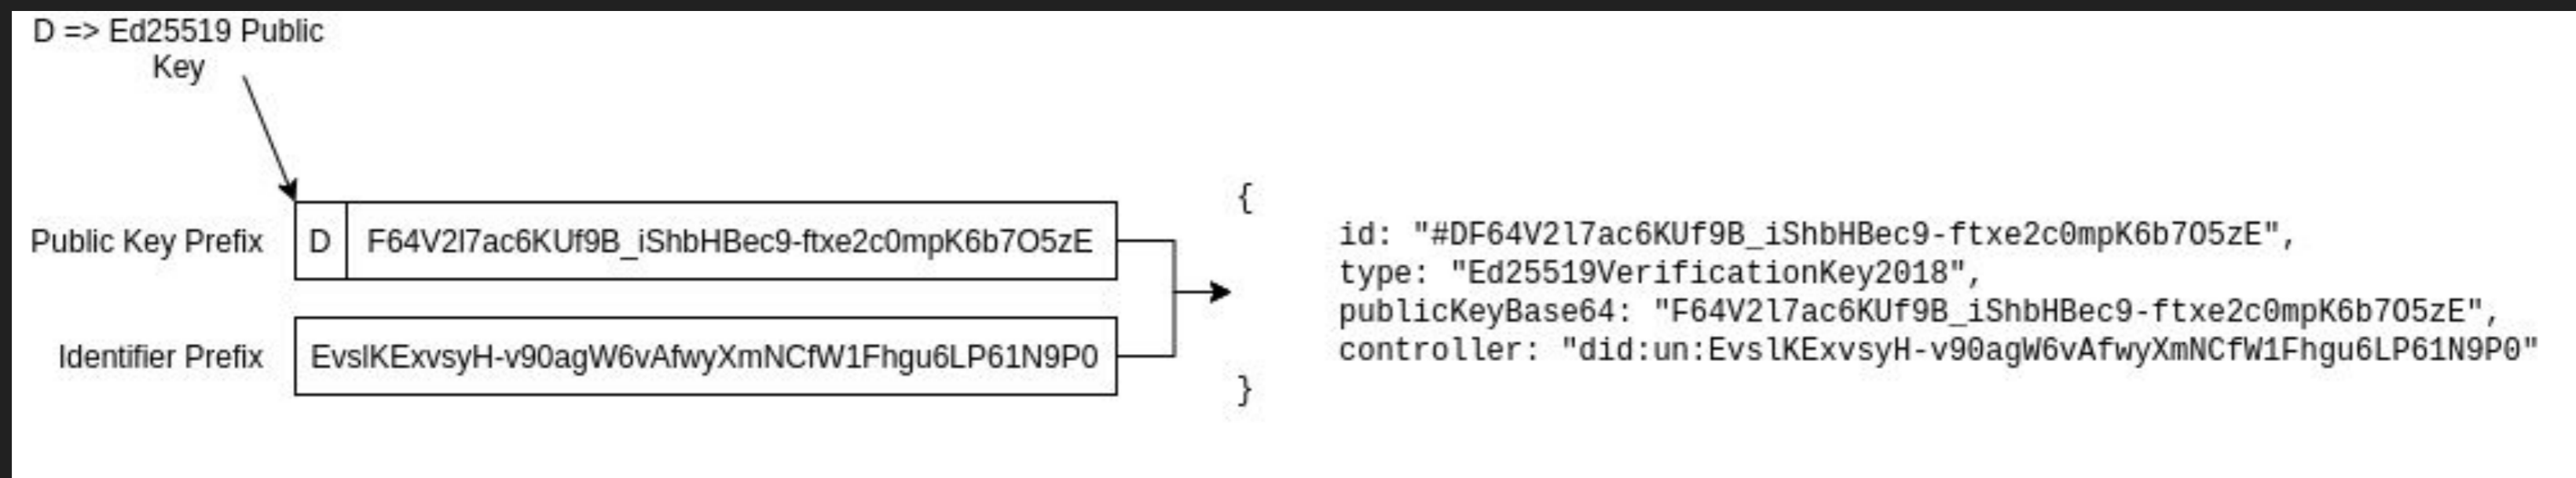 D => Ed25519 Public
Key
Public Key Prefix
D
F64V2l7ac6KUf9B_iShbHBec9-ftxe2c0mpK6b7O5zE
Identifier Prefix
EvslKExvsyH-v90agW6vAfwyXmNCfW1Fhgu6LP61N9P0
{
id: "#DF64V2l7ac6KUf9B_iShbHBec9-ftxe2c0mpK6b7O5zE",
type: "Ed25519VerificationKey2018",
publicKeyBase64: "F64V2l7ac6KUf9B_iShbHBec9-ftxe2c0mpK6b7O5zE",
controller: "did:un:EvslKExvsyH-v90agW6vAfwyXmNCfW1Fhgu6LP61N9P0"
}